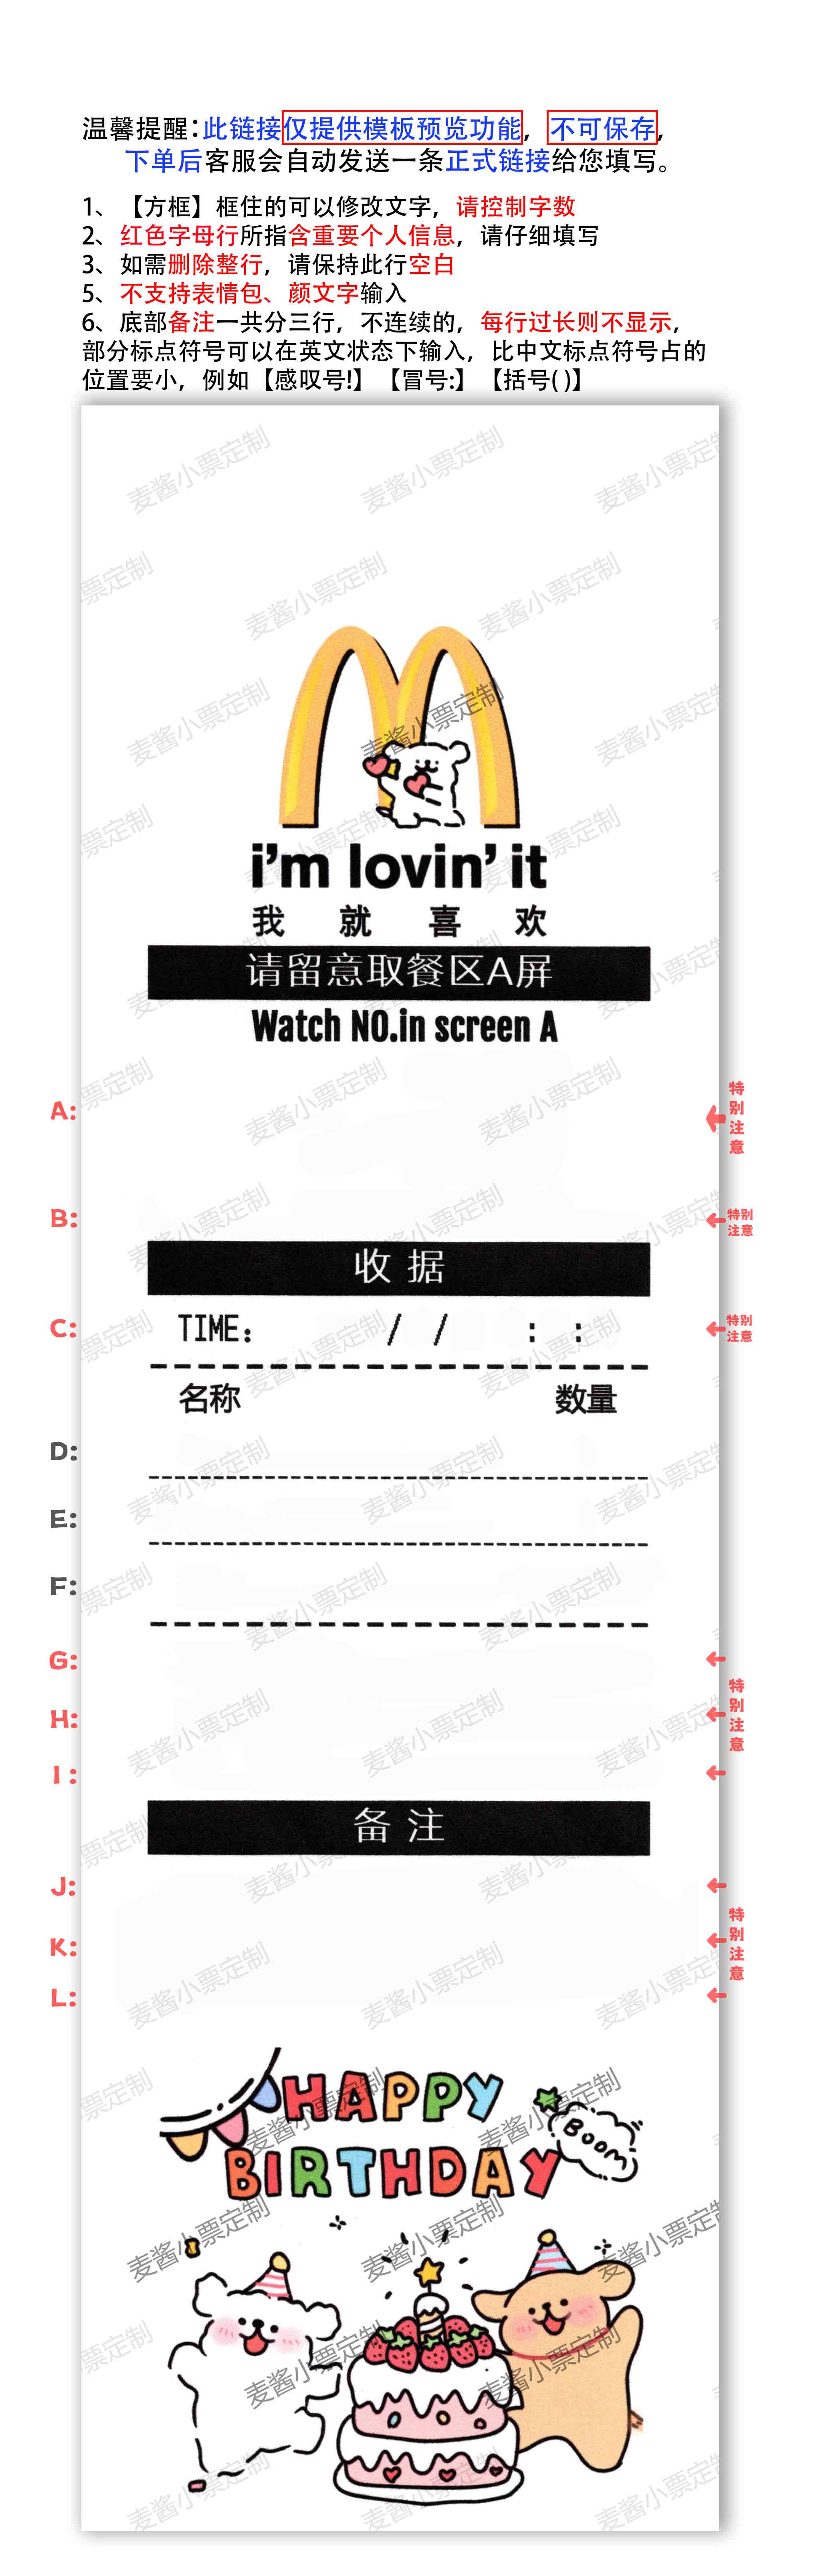 温馨提醒：此链接仅提供模板预览功能，不可保存，
下单后客服会自动发送一条正式链接给您填写。
1、【方框】框住的可以修改文字，请控制字数
2、红色字母行所指含重要个人信息，请仔细填写
3、如需删除整行，请保持此行空白
5、不支持表情包、颜文字输入
6、底部备注一共分三行，不连续的，每行过长则不显示，
部分标点符号可以在英文状态下输入，比中文标点符号占的
位置要小，例如【感叹号!】【冒号:】【括号( )】
麦酱小票定制
i'm lovin' it
我就喜欢
请留意取餐区A屏
Watch NO.in screen A
A: 特别注意
B: 特别注意
收据
C: TIME： / / : : 特别注意
名称 数量
D:
E:
F:
G:
H: 特别注意
I:
备注
J:
K: 特别注意
L:
HAPPY
BOOM
BIRTHDAY